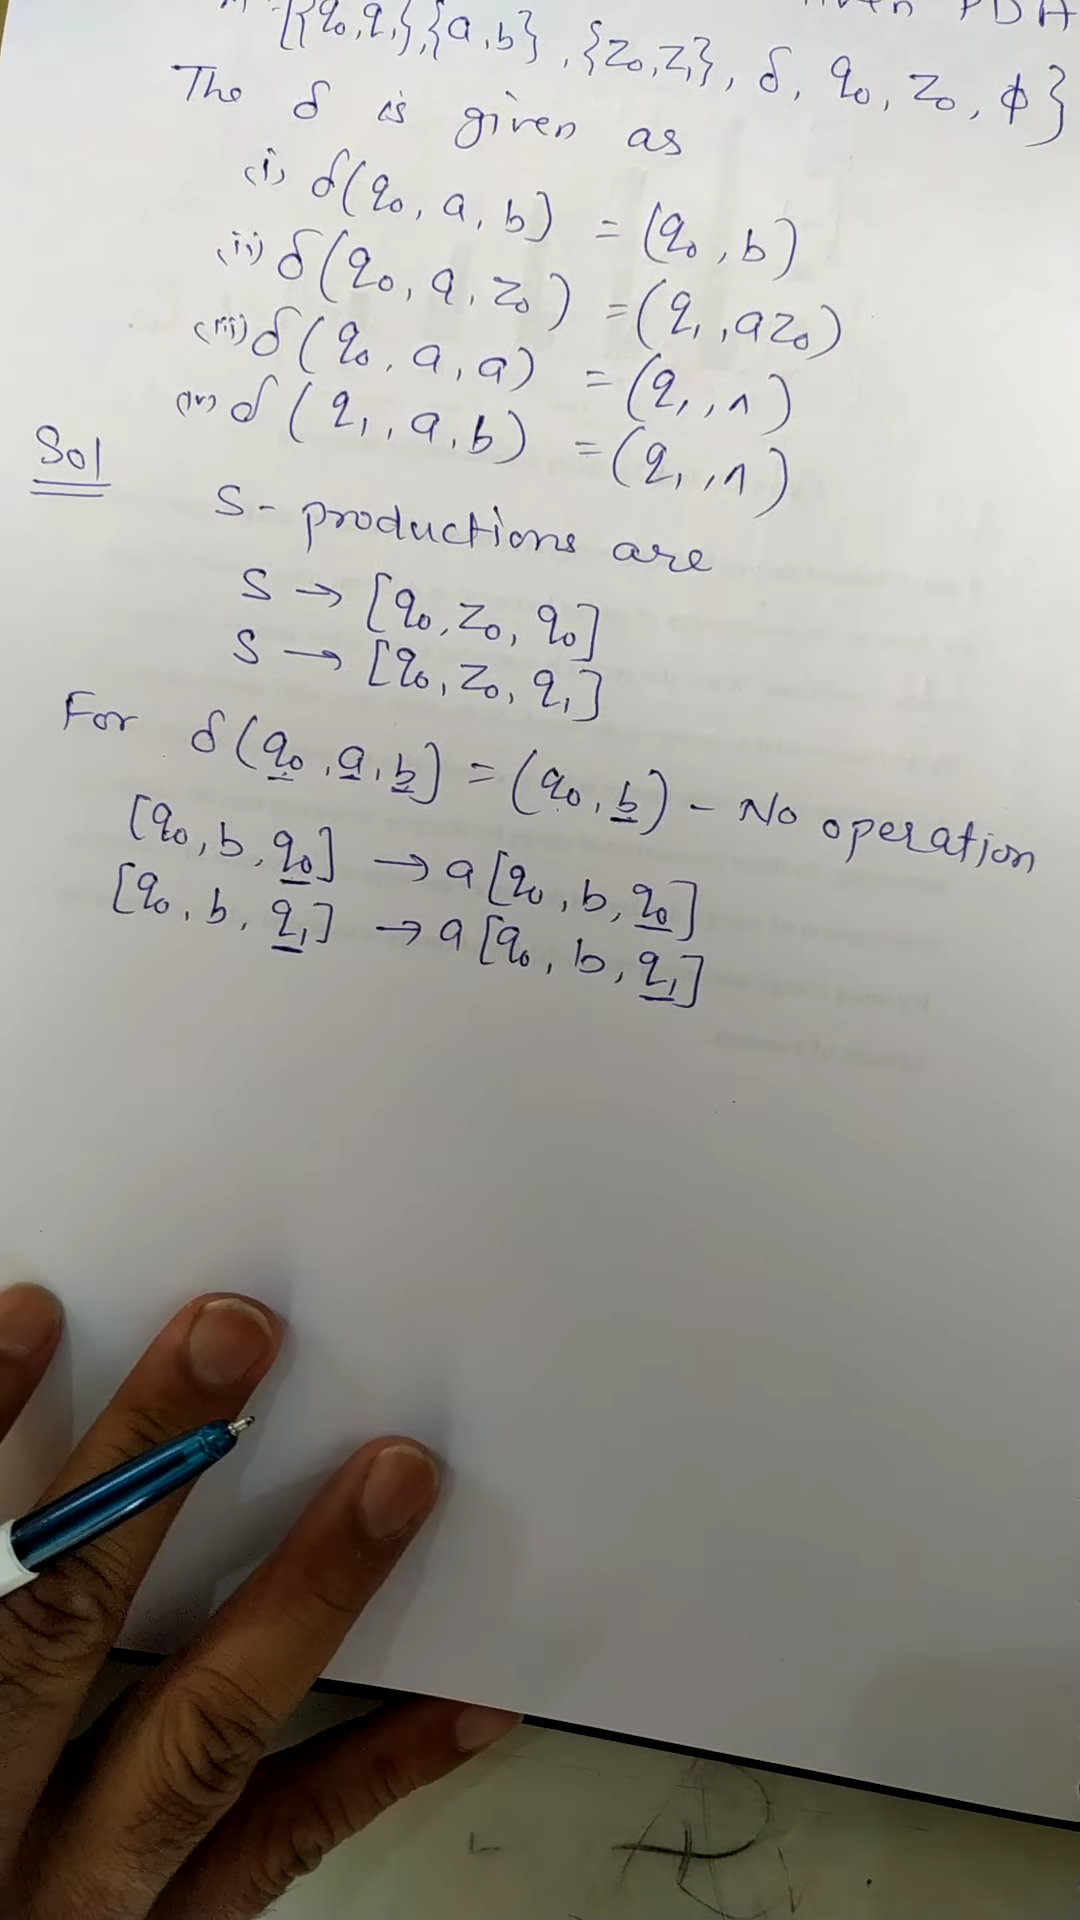 PDA
[{q₀,q₁},{a,b},{z₀,z₁}, δ, q₀, z₀, ϕ}
The δ is given as
(i) δ(q₀, a, b) = (q₀, b)
(ii) δ(q₀, a, z₀) = (q₁, az₀)
(iii) δ(q₀, a, a) = (q₁, ∧)
(iv) δ(q₁, a, b) = (q₁, ∧)
Sol
S- productions are
S → [q₀, z₀, q₀]
S → [q₀, z₀, q₁]
For δ(q₀, a, b) = (q₀, b) - No operation
[q₀, b, q₀] → a[q₀, b, q₀]
[q₀, b, q₁] → a[q₀, b, q₁]